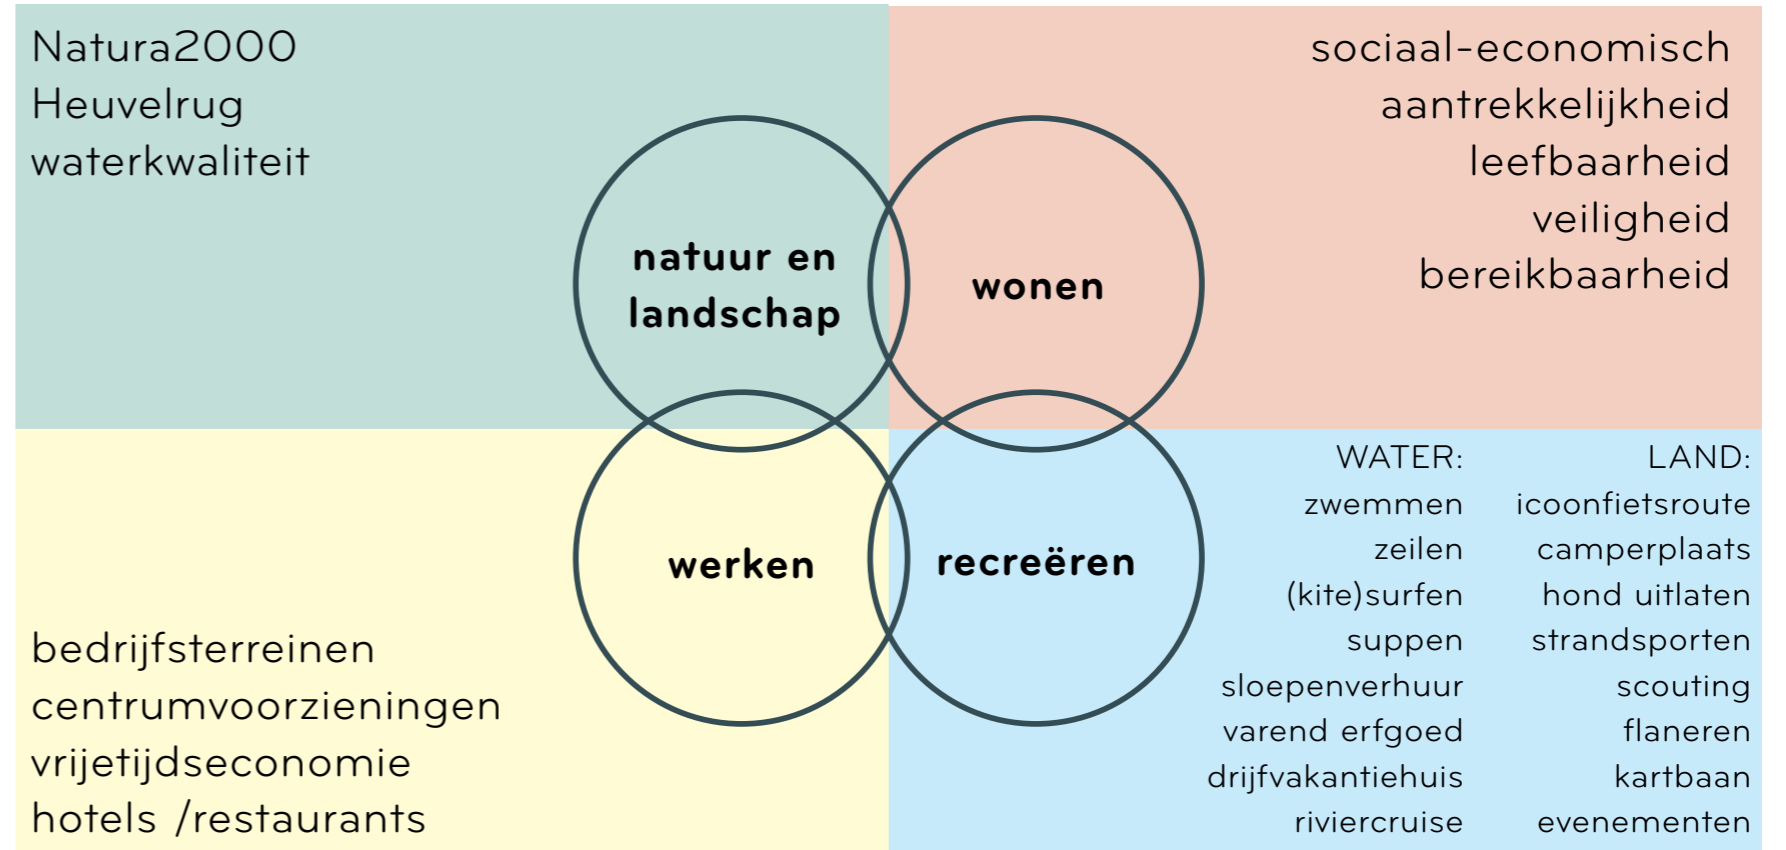 Natura2000
Heuvelrug
waterkwaliteit
sociaal-economisch
aantrekkelijkheid
leefbaarheid
veiligheid
bereikbaarheid
natuur en
landschap
wonen
werken
recreëren
bedrijfsterreinen
centrumvoorzieningen
vrijetijdseconomie
hotels /restaurants
WATER:
zwemmen
zeilen
(kite)surfen
suppen
sloepenverhuur
varend erfgoed
drijfvakantiehuis
riviercruise
LAND:
icoonfietsroute
camperplaats
hond uitlaten
strandsporten
scouting
flaneren
kartbaan
evenementen